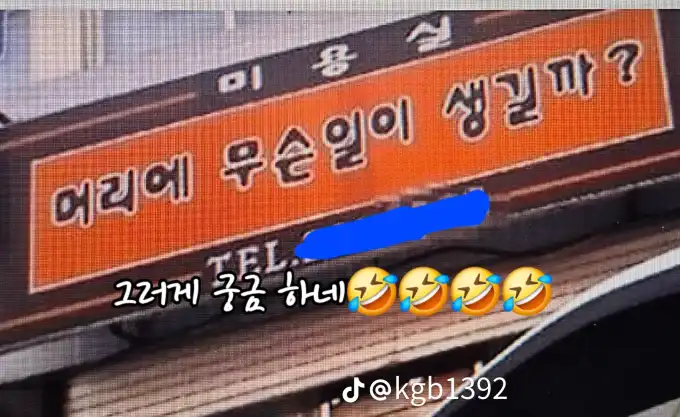 미용실
머리에 무슨일이 생길까?
TEL.
그러게 궁금 하네🤣🤣🤣🤣
@kgb1392